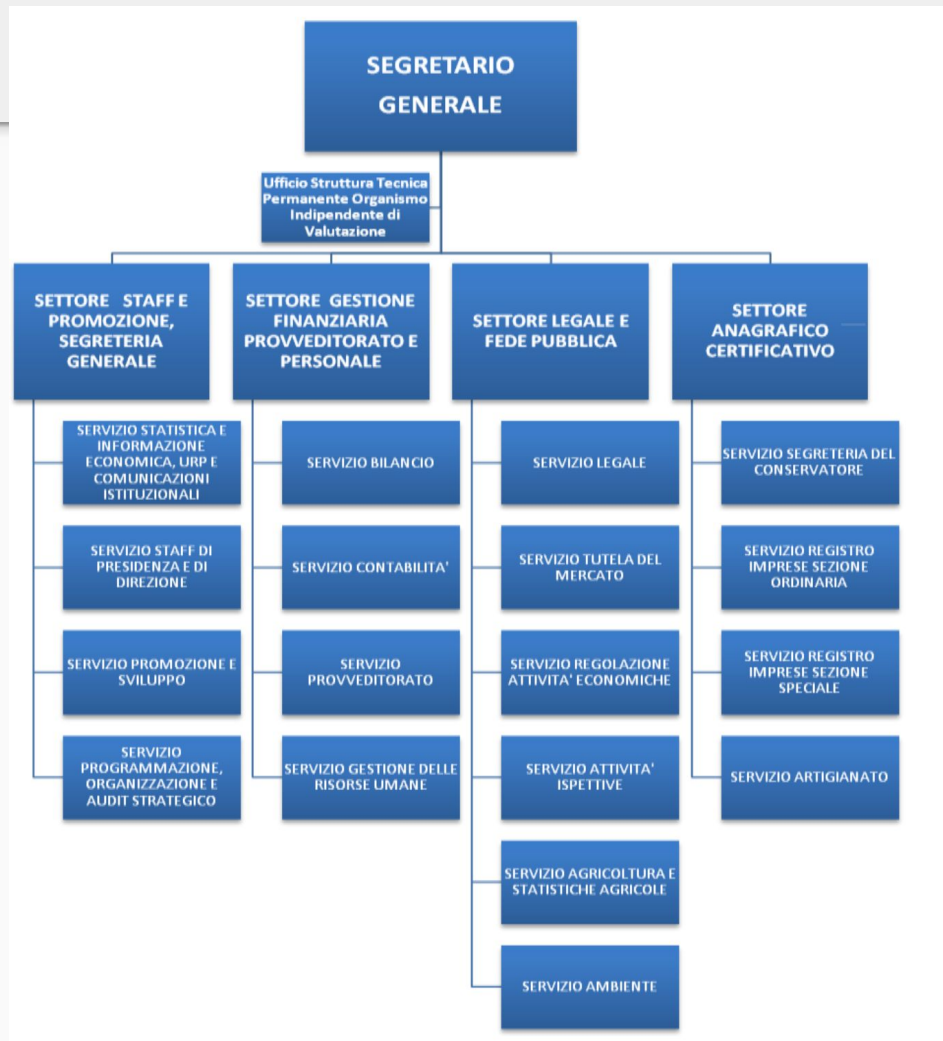 SEGRETARIO
GENERALE
Ufficio Struttura Tecnica
Permanente Organismo
Indipendente di
Valutazione
SETTORE STAFF E
PROMOZIONE,
SEGRETERIA
GENERALE
SERVIZIO STATISTICA E
INFORMAZIONE
ECONOMICA, URP E
COMUNICAZIONI
ISTITUZIONALI
SERVIZIO STAFF DI
PRESIDENZA E DI
DIREZIONE
SERVIZIO PROMOZIONE E
SVILUPPO
SERVIZIO
PROGRAMMAZIONE,
ORGANIZZAZIONE E
AUDIT STRATEGICO
SETTORE GESTIONE
FINANZIARIA
PROVVEDITORATO E
PERSONALE
SERVIZIO BILANCIO
SERVIZIO CONTABILITA'
SERVIZIO
PROVVEDITORATO
SERVIZIO GESTIONE DELLE
RISORSE UMANE
SETTORE LEGALE E
FEDE PUBBLICA
SERVIZIO LEGALE
SERVIZIO TUTELA DEL
MERCATO
SERVIZIO REGOLAZIONE
ATTIVITA' ECONOMICHE
SERVIZIO ATTIVITA'
ISPETTIVE
SERVIZIO AGRICOLTURA E
STATISTICHE AGRICOLE
SERVIZIO AMBIENTE
SETTORE
ANAGRAFICO
CERTIFICATIVO
SERVIZIO SEGRETERIA DEL
CONSERVATORE
SERVIZIO REGISTRO
IMPRESE SEZIONE
ORDINARIA
SERVIZIO REGISTRO
IMPRESE SEZIONE
SPECIALE
SERVIZIO ARTIGIANATO